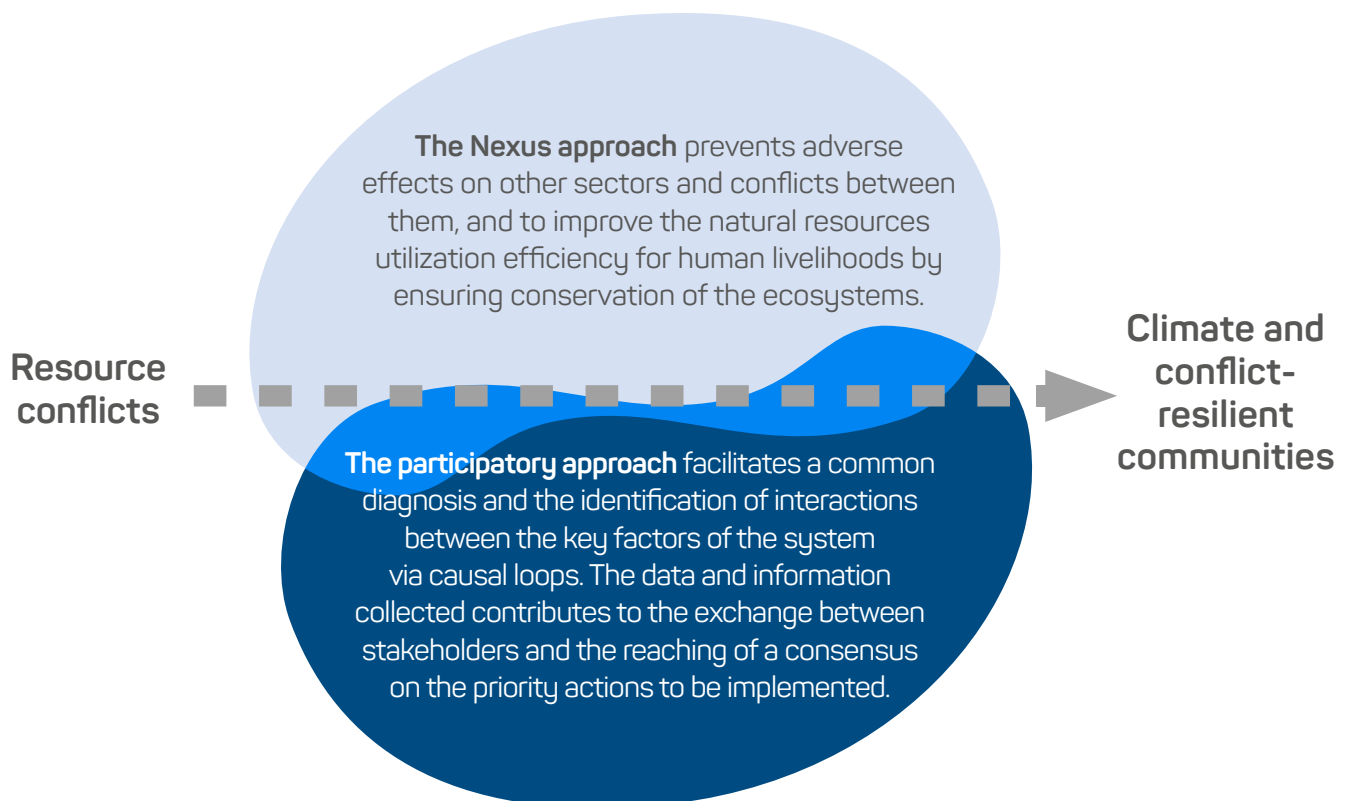 The Nexus approach prevents adverse
effects on other sectors and conflicts between
them, and to improve the natural resources
utilization efficiency for human livelihoods by
ensuring conservation of the ecosystems.
Resource
conflicts
Climate and
conflict-
resilient
communities
The participatory approach facilitates a common
diagnosis and the identification of interactions
between the key factors of the system
via causal loops. The data and information
collected contributes to the exchange between
stakeholders and the reaching of a consensus
on the priority actions to be implemented.